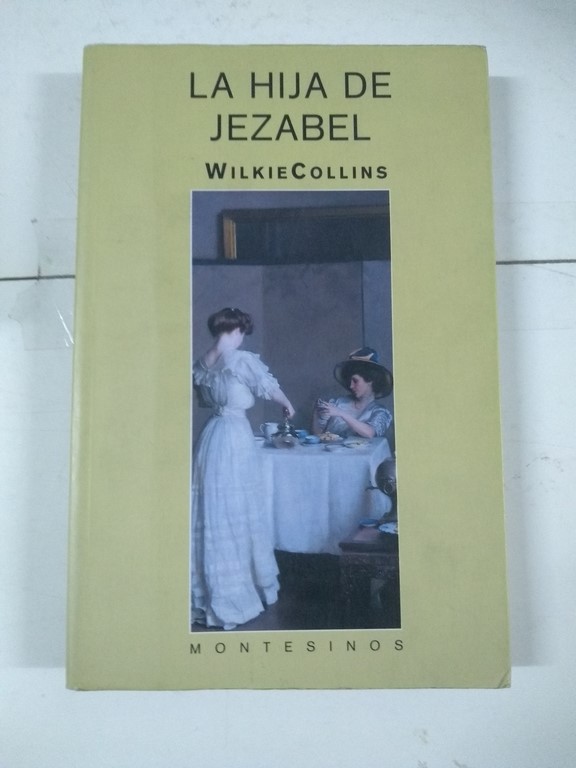 LA HIJA DE
JEZABEL
WILKIECOLLINS
MONTESINOS